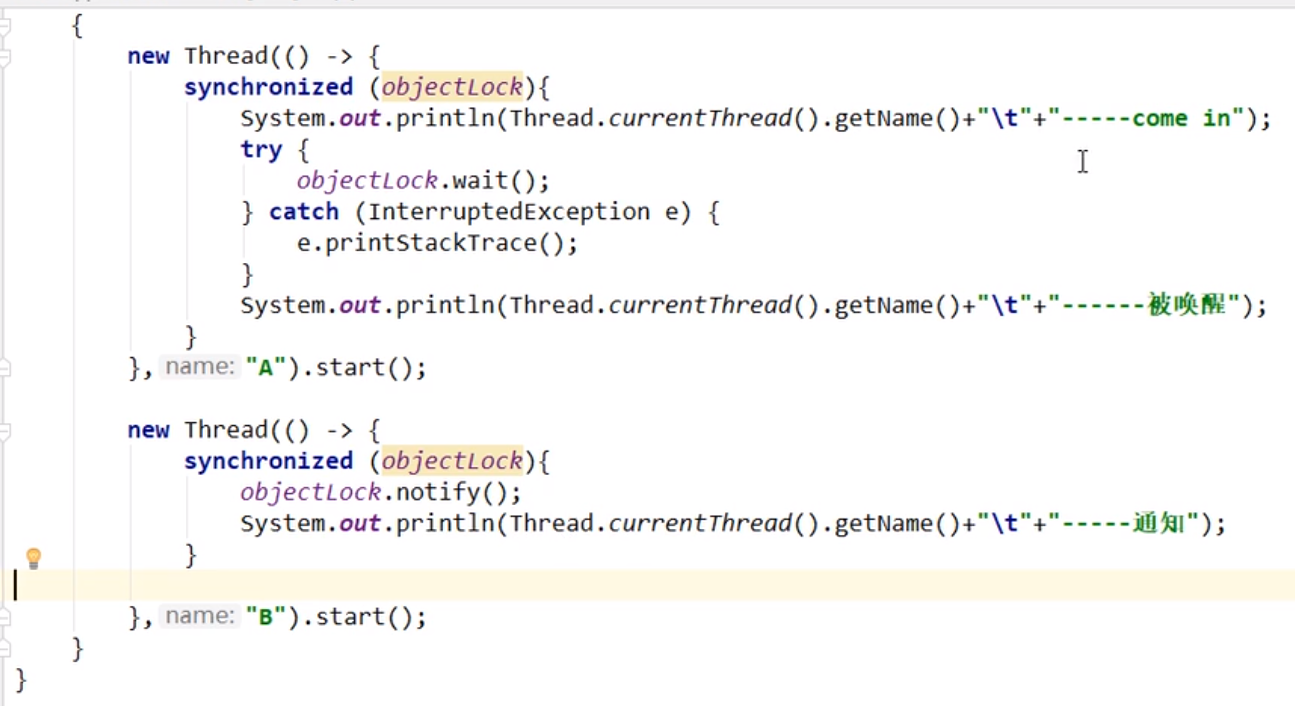 {
new Thread(() -> {
synchronized (objectLock){
System.out.println(Thread.currentThread().getName()+"\t"+"-----come in");
try {
objectLock.wait();
} catch (InterruptedException e) {
e.printStackTrace();
}
System.out.println(Thread.currentThread().getName()+"\t"+"------被唤醒");
}
}, name: "A").start();
new Thread(() -> {
synchronized (objectLock){
objectLock.notify();
System.out.println(Thread.currentThread().getName()+"\t"+"-----通知");
}
}, name: "B").start();
}
}